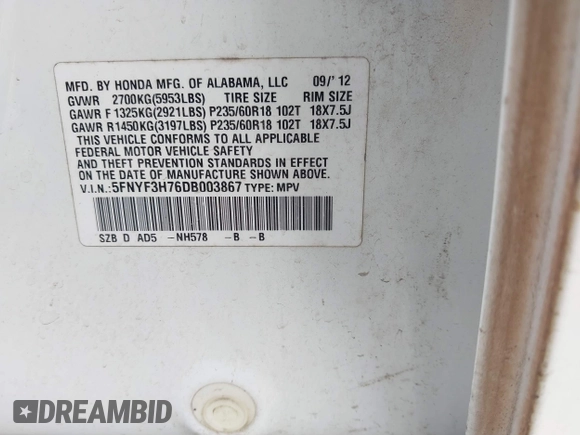 MFD. BY HONDA MFG. OF ALABAMA, LLC 09/'12
GVWR 2700KG(5953LBS) TIRE SIZE RIM SIZE
GAWR F 1325KG(2921LBS) P235/60R18 102T 18X7.5J
GAWR R1450KG(3197LBS) P235/60R18 102T 18X7.5J
THIS VEHICLE CONFORMS TO ALL APPLICABLE
FEDERAL MOTOR VEHICLE SAFETY
AND THEFT PREVENTION STANDARDS IN EFFECT
ON THE DATE OF MANUFACTURE SHOWN ABOVE.
V.I.N.:5FNYF3H76DB003867 TYPE: MPV
SZB D AD5 -NH578 -B -B
DREAMBID